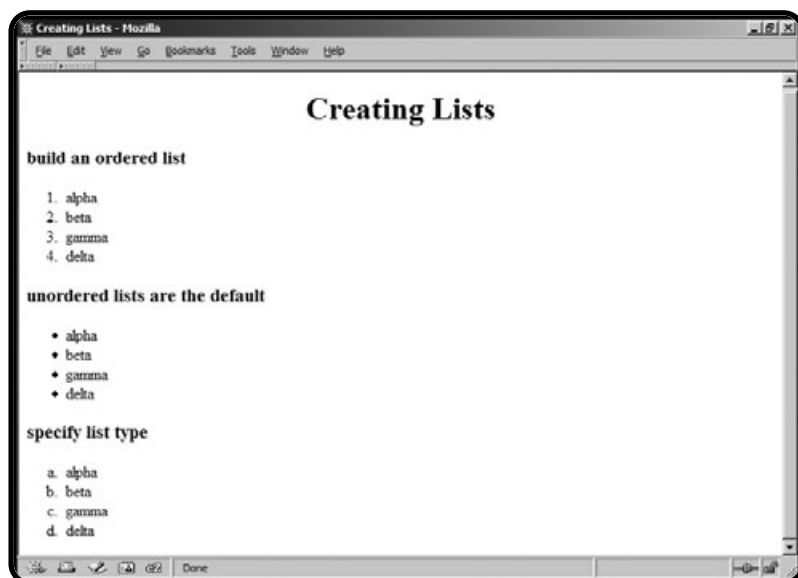 Creating Lists - Mozilla
File Edit View Go Bookmarks Tools Window Help
Creating Lists
build an ordered list
1. alpha
2. beta
3. gamma
4. delta
unordered lists are the default
• alpha
• beta
• gamma
• delta
specify list type
a. alpha
b. beta
c. gamma
d. delta
Done